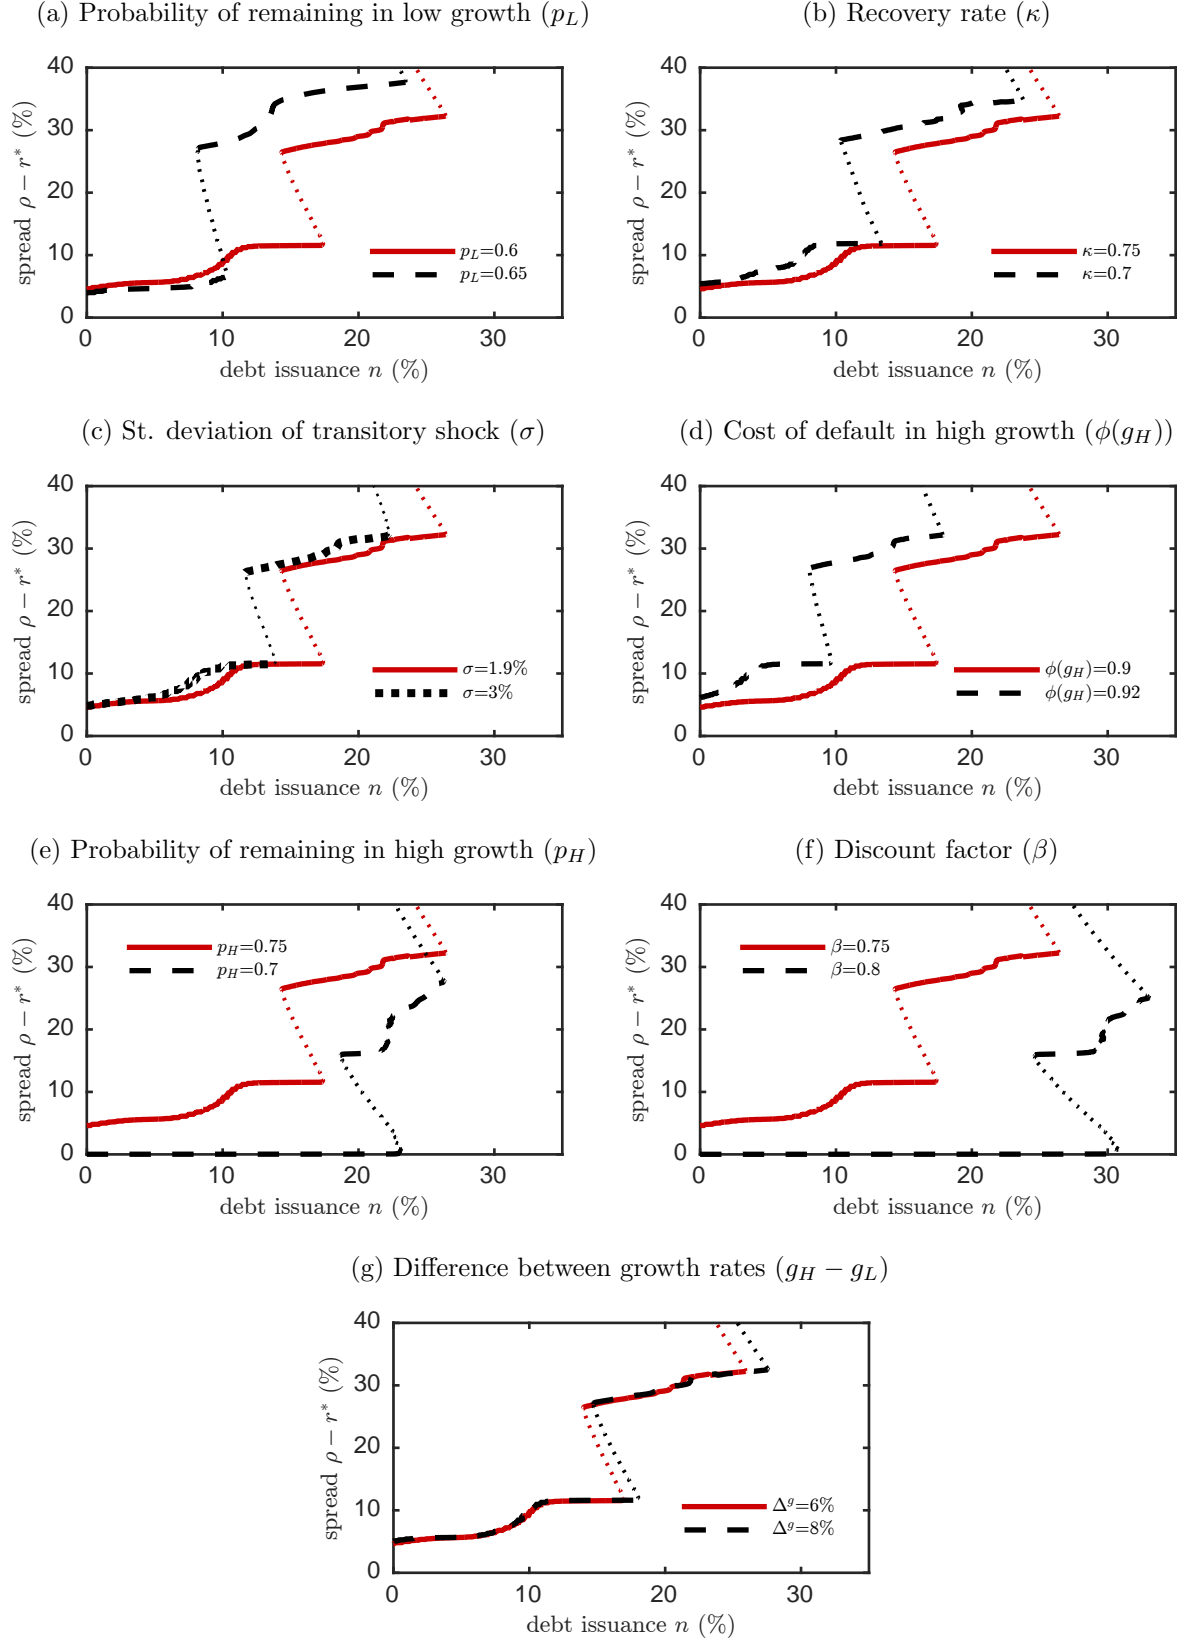 (a) Probability of remaining in low growth (p_L)
40
30
20
10
0
spread ρ − r* (%)
p_L=0.6
p_L=0.65
0 10 20 30
debt issuance n (%)
(b) Recovery rate (κ)
40
30
20
10
0
spread ρ − r* (%)
κ=0.75
κ=0.7
0 10 20 30
debt issuance n (%)
(c) St. deviation of transitory shock (σ)
40
30
20
10
0
spread ρ − r* (%)
σ=1.9%
σ=3%
0 10 20 30
debt issuance n (%)
(d) Cost of default in high growth (ϕ(g_H))
40
30
20
10
0
spread ρ − r* (%)
ϕ(g_H)=0.9
ϕ(g_H)=0.92
0 10 20 30
debt issuance n (%)
(e) Probability of remaining in high growth (p_H)
40
30
20
10
0
spread ρ − r* (%)
p_H=0.75
p_H=0.7
0 10 20 30
debt issuance n (%)
(f) Discount factor (β)
40
30
20
10
0
spread ρ − r* (%)
β=0.75
β=0.8
0 10 20 30
debt issuance n (%)
(g) Difference between growth rates (g_H − g_L)
40
30
20
10
0
spread ρ − r* (%)
Δ^g=6%
Δ^g=8%
0 10 20 30
debt issuance n (%)